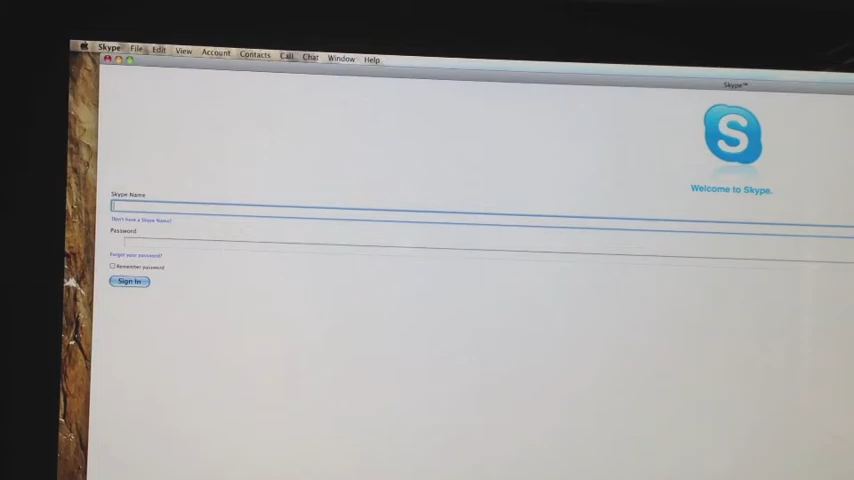 Skype File Edit View Account Contacts Call Chat Window Help
Skype™
S
Welcome to Skype.
Skype Name
Don't have a Skype Name?
Password
Forgot your password?
Remember password
Sign In